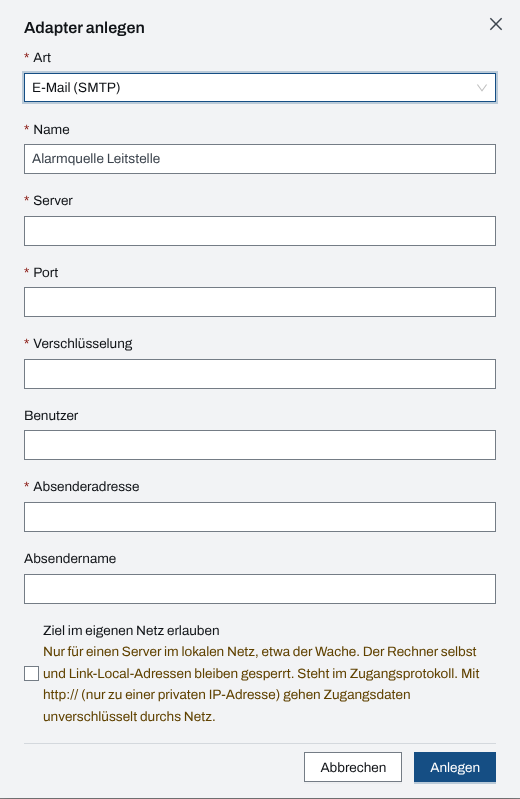 Adapter anlegen
* Art
E-Mail (SMTP)
* Name
Alarmquelle Leitstelle
* Server
* Port
* Verschlüsselung
Benutzer
* Absenderadresse
Absendername
Ziel im eigenen Netz erlauben
Nur für einen Server im lokalen Netz, etwa der Wache. Der Rechner selbst
und Link-Local-Adressen bleiben gesperrt. Steht im Zugangsprotokoll. Mit
http:// (nur zu einer privaten IP-Adresse) gehen Zugangsdaten
unverschlüsselt durchs Netz.
Abbrechen
Anlegen